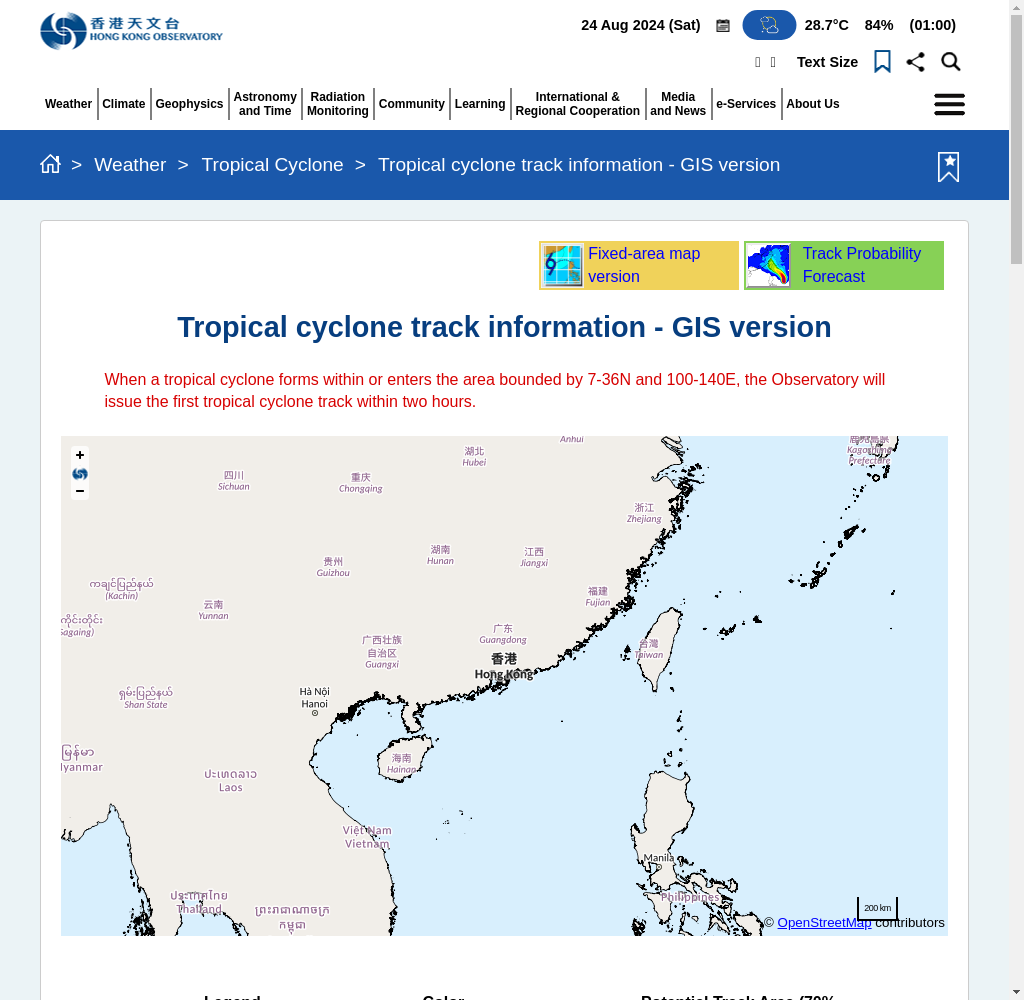 香港天文台
HONG KONG OBSERVATORY
24 Aug 2024 (Sat) 28.7°C 84% (01:00)
Text Size
Weather
Climate
Geophysics
Astronomy
and Time
Radiation
Monitoring
Community
Learning
International &
Regional Cooperation
Media
and News
e-Services
About Us
> Weather > Tropical Cyclone > Tropical cyclone track information - GIS version
Fixed-area map
version
Track Probability
Forecast
Tropical cyclone track information - GIS version
When a tropical cyclone forms within or enters the area bounded by 7-36N and 100-140E, the Observatory will
issue the first tropical cyclone track within two hours.
+
−
Anhui
湖北
Hubei
Kagoshima
Prefecture
四川
Sichuan
重庆
Chongqing
浙江
Zhejiang
贵州
Guizhou
湖南
Hunan
江西
Jiangxi
ကချင်ပြည်နယ်
(Kachin)
福建
Fujian
云南
Yunnan
ကိုင်းတိုင်း
Sagaing)
广东
Guangdong
广西壮族
自治区
Guangxi
台灣
Taiwan
香港
Hong Kong
ရှမ်းပြည်နယ်
Shan State
Hà Nội
Hanoi
မြန်မာ
Myanmar
海南
Hainan
ປະເທດລາວ
Laos
Việt Nam
Vietnam
Manila
ประเทศไทย
Thailand
ព្រះរាជាណាចក្រ
កម្ពុជា
Philippines
200 km
© OpenStreetMap contributors
Legend
Color
Potential Track Area (70%